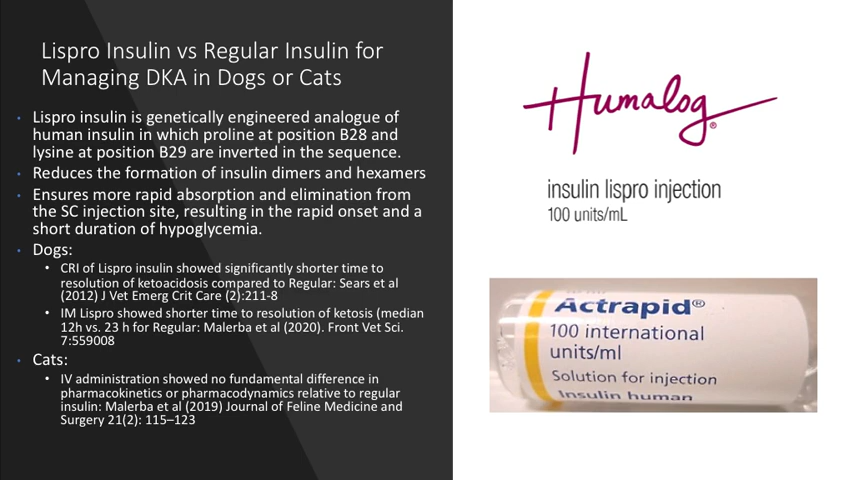 Lispro Insulin vs Regular Insulin for
Managing DKA in Dogs or Cats
• Lispro insulin is genetically engineered analogue of
human insulin in which proline at position B28 and
lysine at position B29 are inverted in the sequence.
• Reduces the formation of insulin dimers and hexamers
• Ensures more rapid absorption and elimination from
the SC injection site, resulting in the rapid onset and a
short duration of hypoglycemia.
• Dogs:
• CRI of Lispro insulin showed significantly shorter time to
resolution of ketoacidosis compared to Regular: Sears et al
(2012) J Vet Emerg Crit Care (2):211-8
• IM Lispro showed shorter time to resolution of ketosis (median
12h vs. 23 h for Regular: Malerba et al (2020). Front Vet Sci.
7:559008
• Cats:
• IV administration showed no fundamental difference in
pharmacokinetics or pharmacodynamics relative to regular
insulin: Malerba et al (2019) Journal of Feline Medicine and
Surgery 21(2): 115–123
Humalog®
insulin lispro injection
100 units/mL
Actrapid®
100 international
units/ml
Solution for injection
Insulin human